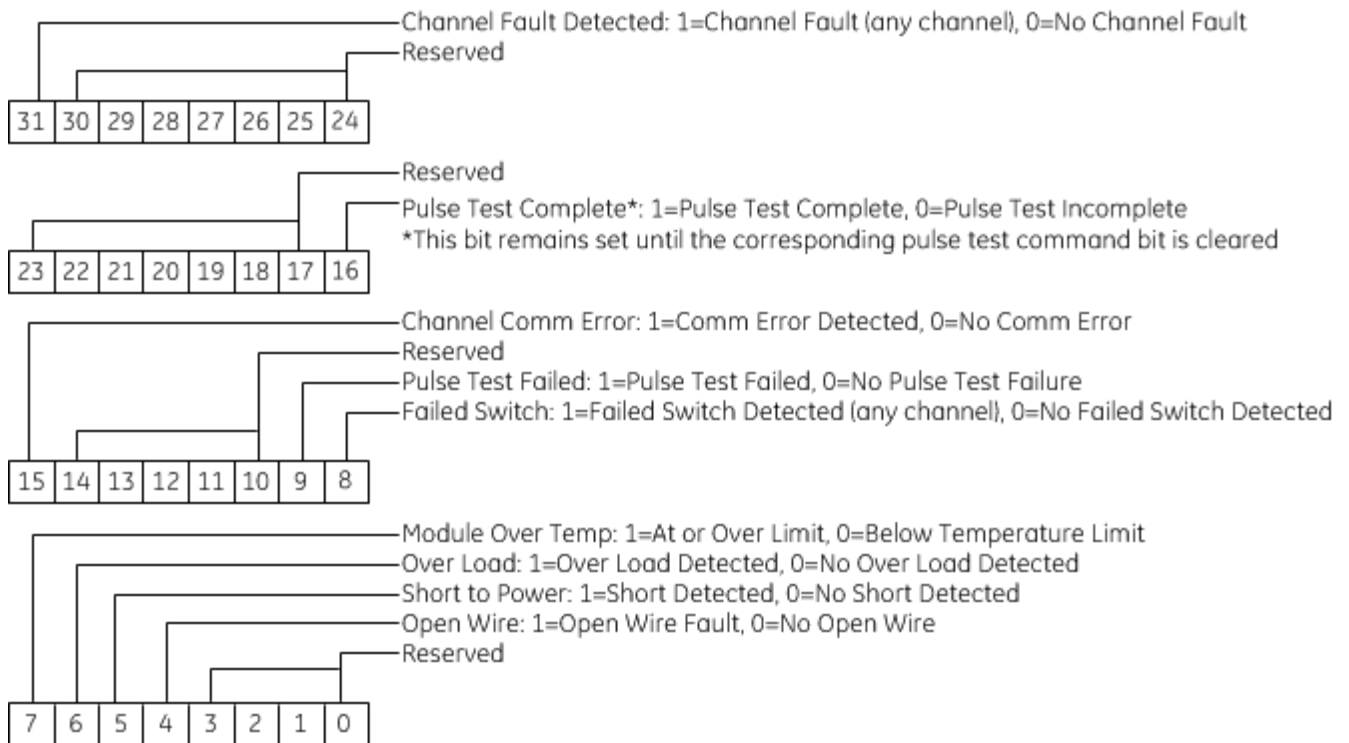 Channel Fault Detected: 1=Channel Fault (any channel), 0=No Channel Fault
Reserved
31 30 29 28 27 26 25 24
Reserved
Pulse Test Complete*: 1=Pulse Test Complete, 0=Pulse Test Incomplete
*This bit remains set until the corresponding pulse test command bit is cleared
23 22 21 20 19 18 17 16
Channel Comm Error: 1=Comm Error Detected, 0=No Comm Error
Reserved
Pulse Test Failed: 1=Pulse Test Failed, 0=No Pulse Test Failure
Failed Switch: 1=Failed Switch Detected (any channel), 0=No Failed Switch Detected
15 14 13 12 11 10 9 8
Module Over Temp: 1=At or Over Limit, 0=Below Temperature Limit
Over Load: 1=Over Load Detected, 0=No Over Load Detected
Short to Power: 1=Short Detected, 0=No Short Detected
Open Wire: 1=Open Wire Fault, 0=No Open Wire
Reserved
7 6 5 4 3 2 1 0